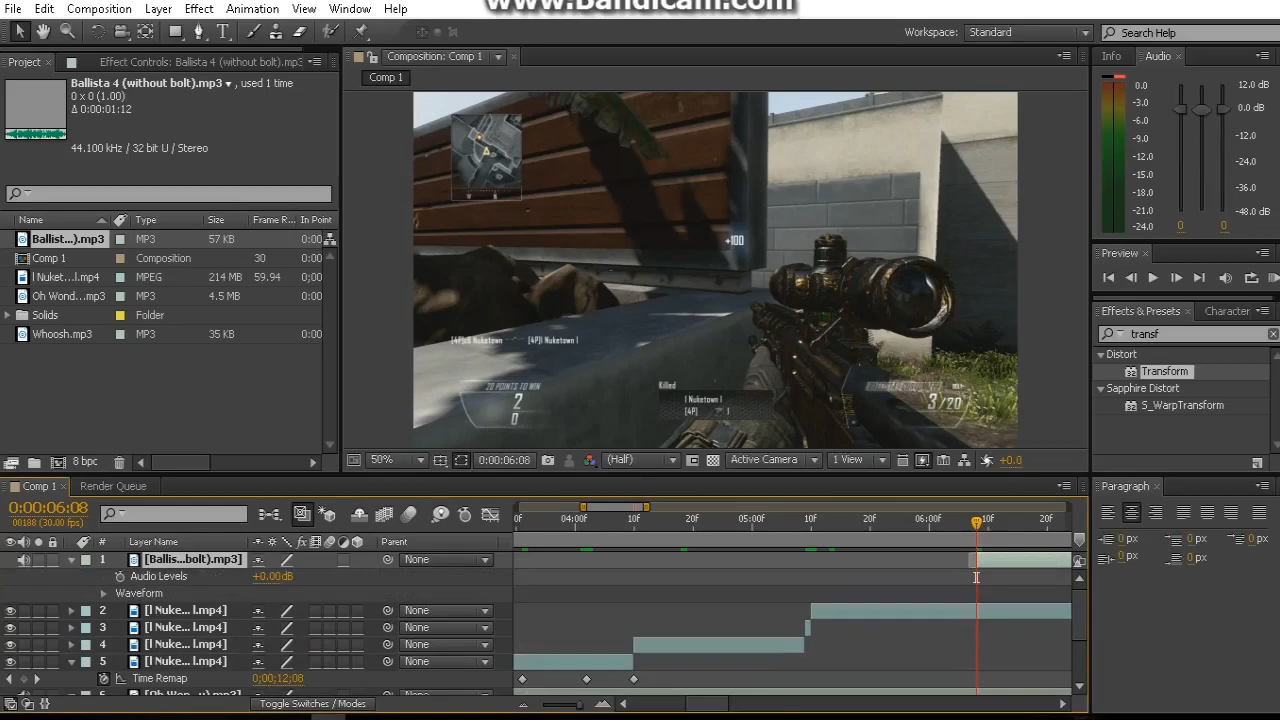 www.Bandicam.com
File Edit Composition Layer Effect Animation View Window Help
Workspace: Standard Search Help
Project Effect Controls: Ballista 4 (without bolt).mp3
Composition: Comp 1
Info Audio
Comp 1
Ballista 4 (without bolt).mp3 , used 1 time
0 x 0 (1.00)
Δ 0:00:01:12
44.100 kHz / 32 bit U / Stereo
0.0 12.0 dB
-3.0 0.0 dB
-6.0
-9.0 -12.0
-12.0 -24.0
-15.0
-18.0 -36.0
-21.0 -48.0 dB
-24.0 0 0
Name Type Size Frame R... In Point
Ballist...).mp3 MP3 57 KB 0:00
Comp 1 Composition 30 0:00
I Nuket...l.mp4 MPEG 214 MB 59.94 0:00
Oh Wond...mp3 MP3 4.5 MB 0:00
Solids Folder
Whoosh.mp3 MP3 35 KB 0:00
8 bpc
+100
20 POINTS TO WIN
2
0
Killed
I Nuketown I
[4P] I
[4P] Nuketown [4P]I Nuketown I
3/20
50% 0:00:06:08 (Half) Active Camera 1 View +0.0
Preview
Effects & Presets Character
transf
Distort
Transform
Sapphire Distort
S_WarpTransform
Comp 1 Render Queue
0:00:06:08
00188 (30.00 fps)
0F 04:00F 10F 20F 05:00F 10F 20F 06:00F 10F 20F
# Layer Name Parent
1 [Ballis...bolt).mp3] None
Audio Levels +0.00dB
Waveform
2 [I Nuke... l.mp4] None
3 [I Nuke... l.mp4] None
4 [I Nuke... l.mp4] None
5 [I Nuke... l.mp4] None
Time Remap 0;00;12;08
Toggle Switches / Modes
Paragraph
0 px 0 px 0 px
0 px 0 px